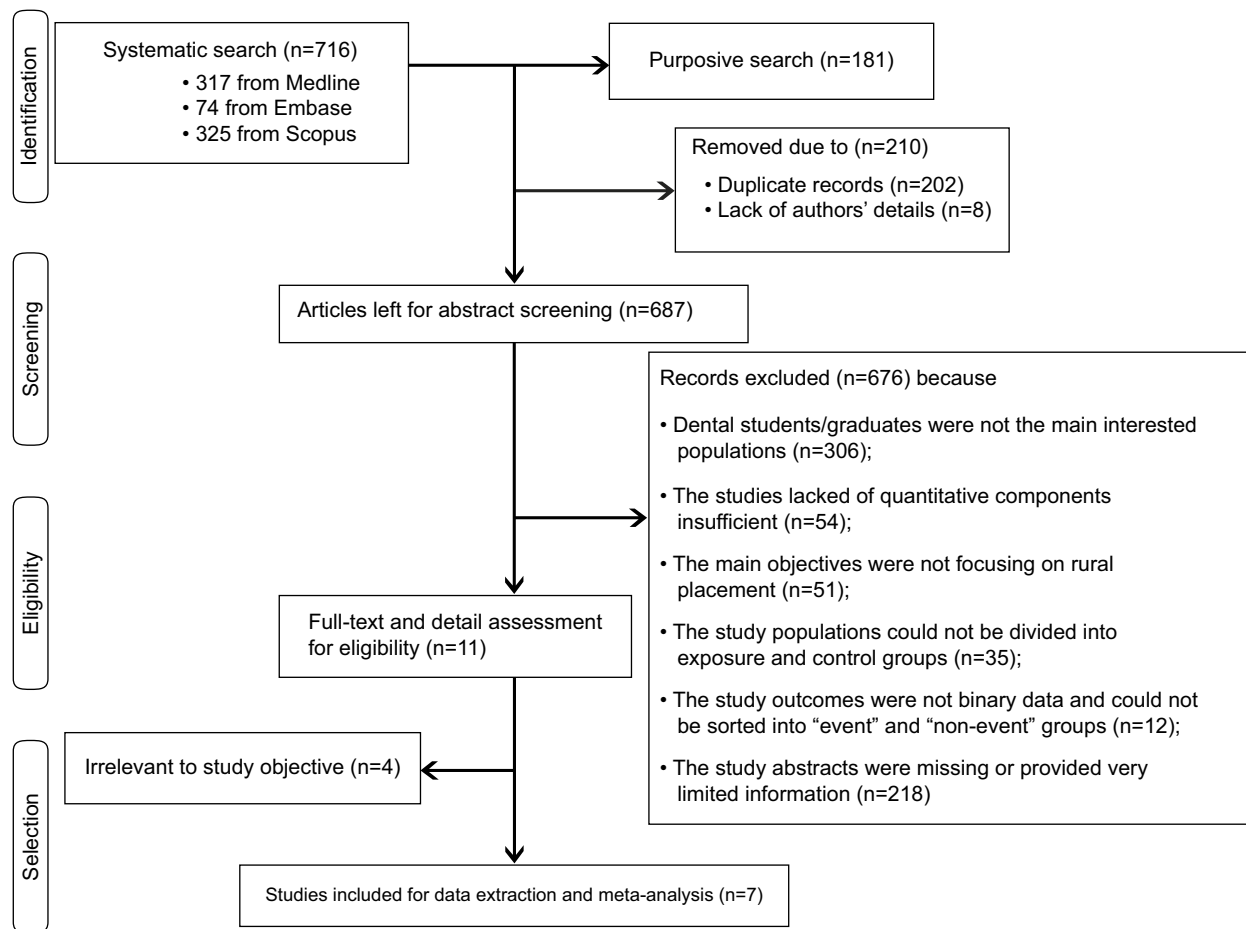 Identification
Systematic search (n=716)
• 317 from Medline
• 74 from Embase
• 325 from Scopus
Purposive search (n=181)
Removed due to (n=210)
• Duplicate records (n=202)
• Lack of authors’ details (n=8)
Screening
Articles left for abstract screening (n=687)
Records excluded (n=676) because
• Dental students/graduates were not the main interested
populations (n=306);
• The studies lacked of quantitative components
insufficient (n=54);
• The main objectives were not focusing on rural
placement (n=51);
• The study populations could not be divided into
exposure and control groups (n=35);
• The study outcomes were not binary data and could not
be sorted into “event” and “non-event” groups (n=12);
• The study abstracts were missing or provided very
limited information (n=218)
Eligibility
Full-text and detail assessment
for eligibility (n=11)
Selection
Irrelevant to study objective (n=4)
Studies included for data extraction and meta-analysis (n=7)